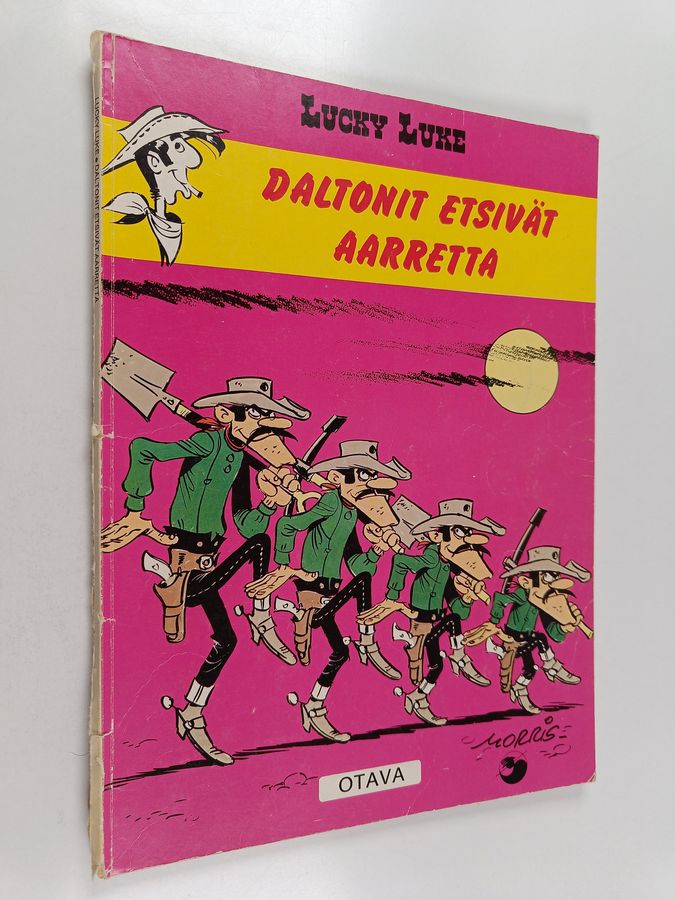 LUCKY LUKE
DALTONIT ETSIVÄT
AARRETTA
LUCKY LUKE • DALTONIT ETSIVÄT AARRETTA
MORRIS
OTAVA